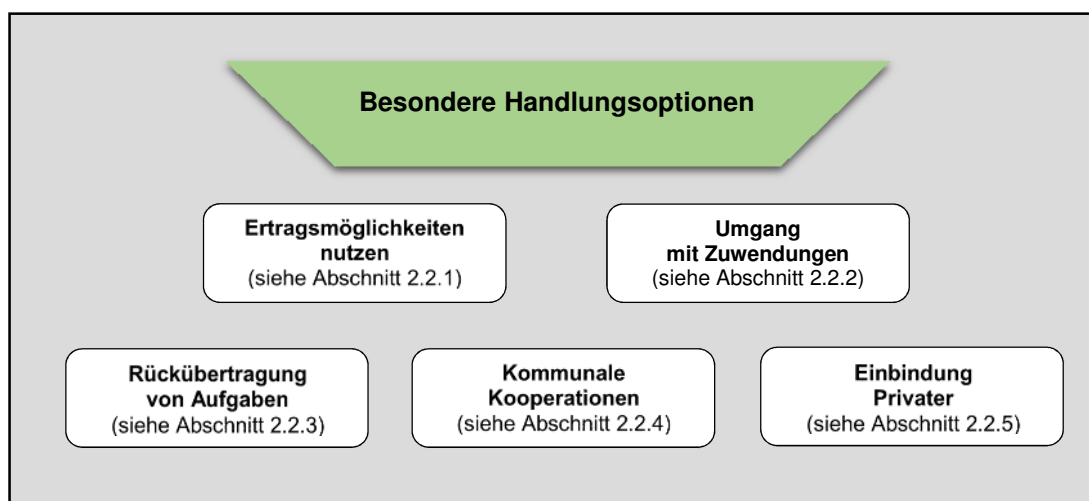 Besondere Handlungsoptionen
Ertragsmöglichkeiten
nutzen
(siehe Abschnitt 2.2.1)
Umgang
mit Zuwendungen
(siehe Abschnitt 2.2.2)
Rückübertragung
von Aufgaben
(siehe Abschnitt 2.2.3)
Kommunale
Kooperationen
(siehe Abschnitt 2.2.4)
Einbindung
Privater
(siehe Abschnitt 2.2.5)